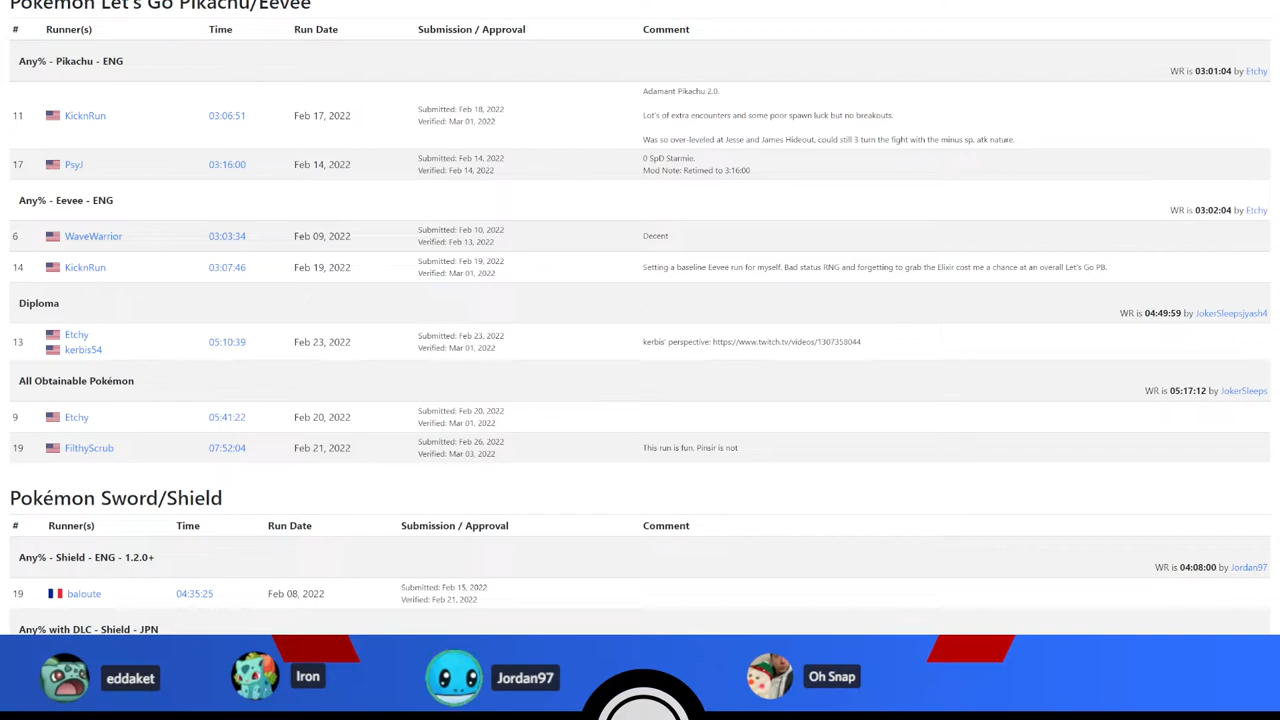 Pokémon Let's Go Pikachu/Eevee
# Runner(s) Time Run Date Submission / Approval Comment
Any% - Pikachu - ENG
WR is 03:01:04 by Etchy
11 KicknRun 03:06:51 Feb 17, 2022 Submitted: Feb 18, 2022
Verified: Mar 01, 2022
Adamant Pikachu 2.0.
Lot's of extra encounters and some poor spawn luck but no breakouts.
Was so over-leveled at Jesse and James Hideout, could still 3 turn the fight with the minus sp. atk nature.
17 PsyJ 03:16:00 Feb 14, 2022 Submitted: Feb 14, 2022
Verified: Feb 14, 2022
0 SpD Starmie.
Mod Note: Retimed to 3:16:00
Any% - Eevee - ENG
WR is 03:02:04 by Etchy
6 WaveWarrior 03:03:34 Feb 09, 2022 Submitted: Feb 10, 2022
Verified: Feb 13, 2022
Decent
14 KicknRun 03:07:46 Feb 19, 2022 Submitted: Feb 19, 2022
Verified: Mar 01, 2022
Setting a baseline Eevee run for myself. Bad status RNG and forgetting to grab the Elixir cost me a chance at an overall Let's Go PB.
Diploma
WR is 04:49:59 by JokerSleepsjyash4
13 Etchy
kerbis54
05:10:39 Feb 23, 2022 Submitted: Feb 23, 2022
Verified: Mar 01, 2022
kerbis' perspective: https://www.twitch.tv/videos/1307358044
All Obtainable Pokémon
WR is 05:17:12 by JokerSleeps
9 Etchy 05:41:22 Feb 20, 2022 Submitted: Feb 20, 2022
Verified: Mar 01, 2022
19 FilthyScrub 07:52:04 Feb 21, 2022 Submitted: Feb 26, 2022
Verified: Mar 03, 2022
This run is fun, Pinsir is not
Pokémon Sword/Shield
# Runner(s) Time Run Date Submission / Approval Comment
Any% - Shield - ENG - 1.2.0+
WR is 04:08:00 by Jordan97
19 baloute 04:35:25 Feb 08, 2022 Submitted: Feb 15, 2022
Verified: Feb 21, 2022
Any% with DLC - Shield - JPN
eddaket
Iron
Jordan97
Oh Snap